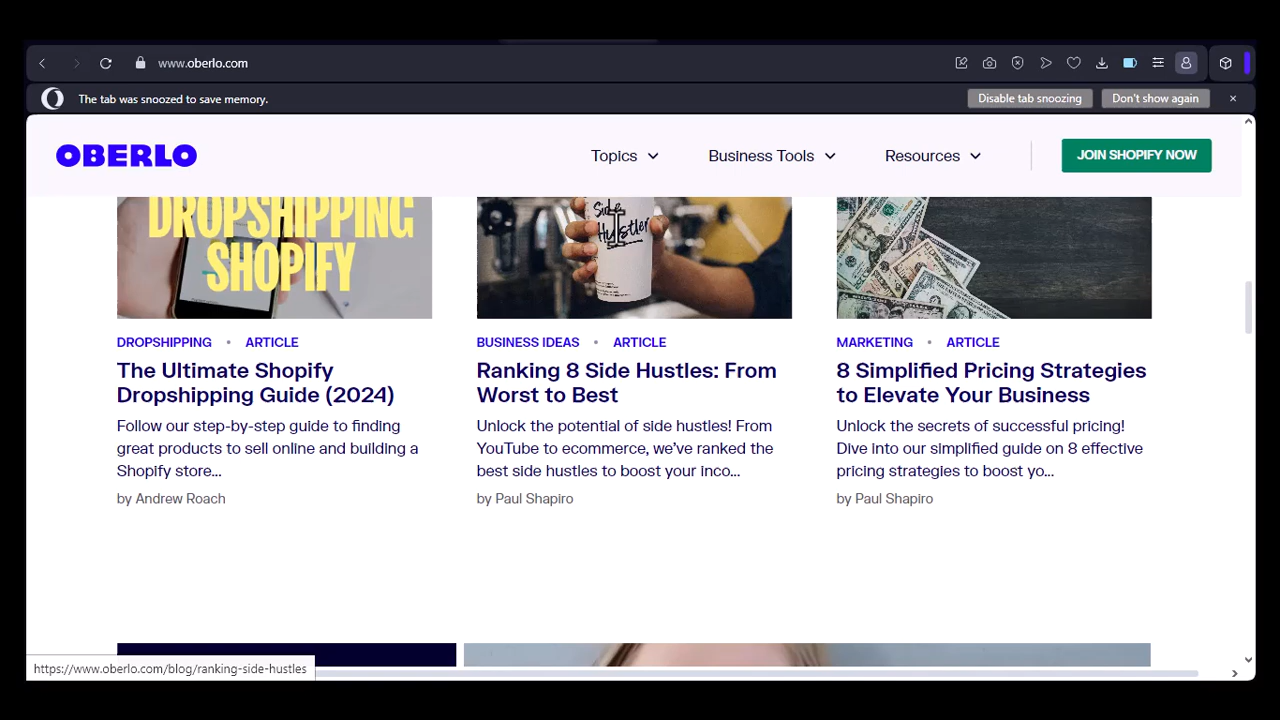 www.oberlo.com
The tab was snoozed to save memory.
Disable tab snoozing
Don't show again
OBERLO
Topics
Business Tools
Resources
JOIN SHOPIFY NOW
DROPSHIPPING
SHOPIFY
Side
Hustler
DROPSHIPPING • ARTICLE
The Ultimate Shopify
Dropshipping Guide (2024)
Follow our step-by-step guide to finding
great products to sell online and building a
Shopify store...
by Andrew Roach
BUSINESS IDEAS • ARTICLE
Ranking 8 Side Hustles: From
Worst to Best
Unlock the potential of side hustles! From
YouTube to ecommerce, we've ranked the
best side hustles to boost your inco...
by Paul Shapiro
MARKETING • ARTICLE
8 Simplified Pricing Strategies
to Elevate Your Business
Unlock the secrets of successful pricing!
Dive into our simplified guide on 8 effective
pricing strategies to boost yo...
by Paul Shapiro
https://www.oberlo.com/blog/ranking-side-hustles